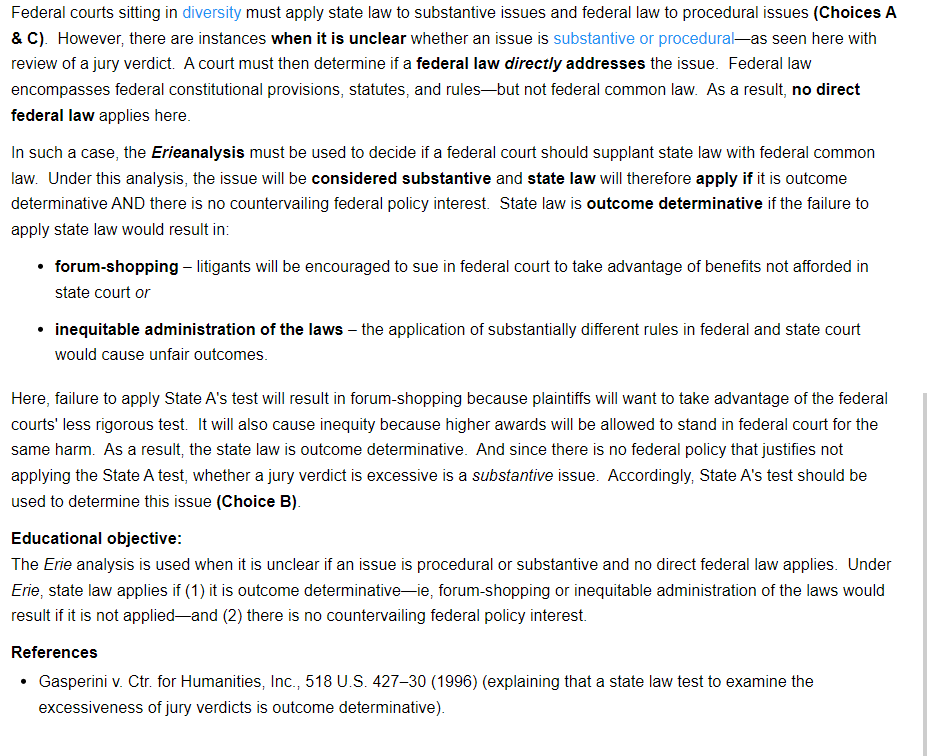 Federal courts sitting in diversity must apply state law to substantive issues and federal law to procedural issues (Choices A
& C).  However, there are instances when it is unclear whether an issue is substantive or procedural—as seen here with
review of a jury verdict.  A court must then determine if a federal law directly addresses the issue.  Federal law
encompasses federal constitutional provisions, statutes, and rules—but not federal common law.  As a result, no direct
federal law applies here.
In such a case, the Erieanalysis must be used to decide if a federal court should supplant state law with federal common
law.  Under this analysis, the issue will be considered substantive and state law will therefore apply if it is outcome
determinative AND there is no countervailing federal policy interest.  State law is outcome determinative if the failure to
apply state law would result in:
• forum-shopping – litigants will be encouraged to sue in federal court to take advantage of benefits not afforded in
state court or
• inequitable administration of the laws – the application of substantially different rules in federal and state court
would cause unfair outcomes.
Here, failure to apply State A's test will result in forum-shopping because plaintiffs will want to take advantage of the federal
courts' less rigorous test.  It will also cause inequity because higher awards will be allowed to stand in federal court for the
same harm.  As a result, the state law is outcome determinative.  And since there is no federal policy that justifies not
applying the State A test, whether a jury verdict is excessive is a substantive issue.  Accordingly, State A's test should be
used to determine this issue (Choice B).
Educational objective:
The Erie analysis is used when it is unclear if an issue is procedural or substantive and no direct federal law applies.  Under
Erie, state law applies if (1) it is outcome determinative—ie, forum-shopping or inequitable administration of the laws would
result if it is not applied—and (2) there is no countervailing federal policy interest.
References
• Gasperini v. Ctr. for Humanities, Inc., 518 U.S. 427–30 (1996) (explaining that a state law test to examine the
excessiveness of jury verdicts is outcome determinative).